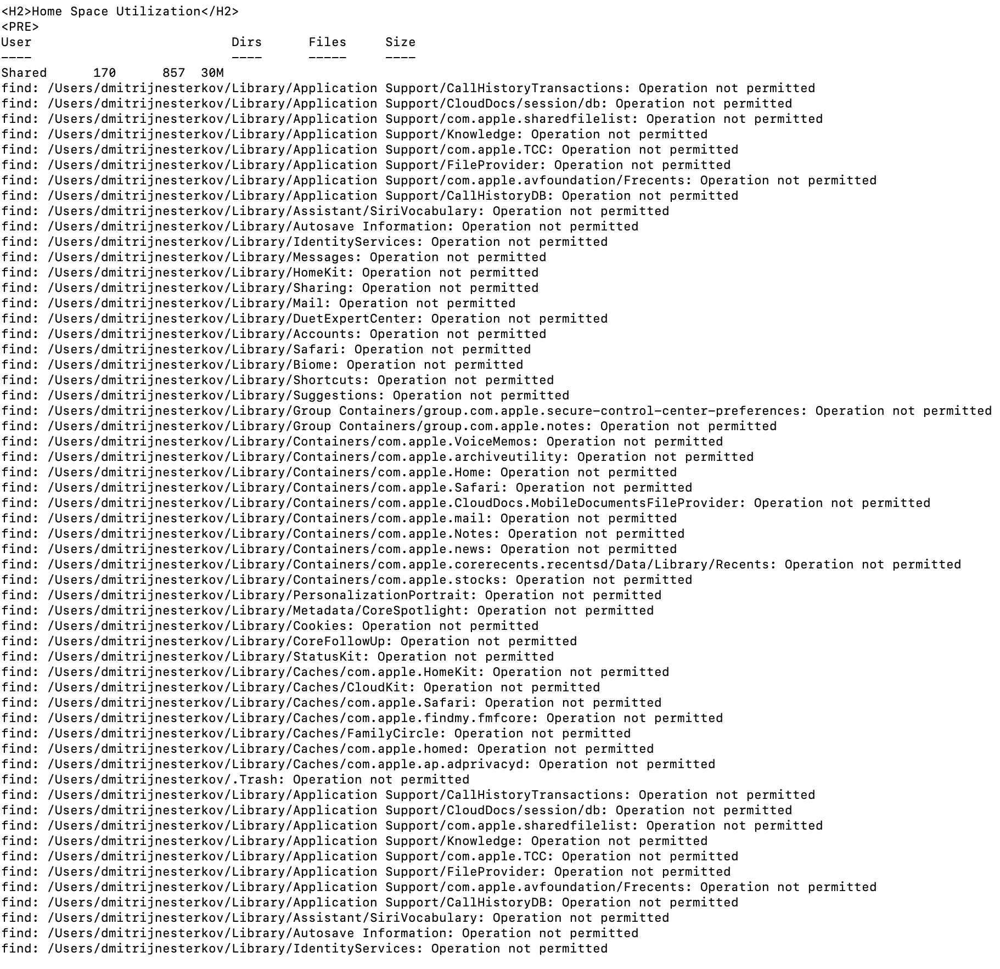 <H2>Home Space Utilization</H2>
<PRE>
User                          Dirs      Files     Size
----                          ----      -----     ----
Shared      170      857  30M
find: /Users/dmitrijnesterkov/Library/Application Support/CallHistoryTransactions: Operation not permitted
find: /Users/dmitrijnesterkov/Library/Application Support/CloudDocs/session/db: Operation not permitted
find: /Users/dmitrijnesterkov/Library/Application Support/com.apple.sharedfilelist: Operation not permitted
find: /Users/dmitrijnesterkov/Library/Application Support/Knowledge: Operation not permitted
find: /Users/dmitrijnesterkov/Library/Application Support/com.apple.TCC: Operation not permitted
find: /Users/dmitrijnesterkov/Library/Application Support/FileProvider: Operation not permitted
find: /Users/dmitrijnesterkov/Library/Application Support/com.apple.avfoundation/Frecents: Operation not permitted
find: /Users/dmitrijnesterkov/Library/Application Support/CallHistoryDB: Operation not permitted
find: /Users/dmitrijnesterkov/Library/Assistant/SiriVocabulary: Operation not permitted
find: /Users/dmitrijnesterkov/Library/Autosave Information: Operation not permitted
find: /Users/dmitrijnesterkov/Library/IdentityServices: Operation not permitted
find: /Users/dmitrijnesterkov/Library/Messages: Operation not permitted
find: /Users/dmitrijnesterkov/Library/HomeKit: Operation not permitted
find: /Users/dmitrijnesterkov/Library/Sharing: Operation not permitted
find: /Users/dmitrijnesterkov/Library/Mail: Operation not permitted
find: /Users/dmitrijnesterkov/Library/DuetExpertCenter: Operation not permitted
find: /Users/dmitrijnesterkov/Library/Accounts: Operation not permitted
find: /Users/dmitrijnesterkov/Library/Safari: Operation not permitted
find: /Users/dmitrijnesterkov/Library/Biome: Operation not permitted
find: /Users/dmitrijnesterkov/Library/Shortcuts: Operation not permitted
find: /Users/dmitrijnesterkov/Library/Suggestions: Operation not permitted
find: /Users/dmitrijnesterkov/Library/Group Containers/group.com.apple.secure-control-center-preferences: Operation not permitted
find: /Users/dmitrijnesterkov/Library/Group Containers/group.com.apple.notes: Operation not permitted
find: /Users/dmitrijnesterkov/Library/Containers/com.apple.VoiceMemos: Operation not permitted
find: /Users/dmitrijnesterkov/Library/Containers/com.apple.archiveutility: Operation not permitted
find: /Users/dmitrijnesterkov/Library/Containers/com.apple.Home: Operation not permitted
find: /Users/dmitrijnesterkov/Library/Containers/com.apple.Safari: Operation not permitted
find: /Users/dmitrijnesterkov/Library/Containers/com.apple.CloudDocs.MobileDocumentsFileProvider: Operation not permitted
find: /Users/dmitrijnesterkov/Library/Containers/com.apple.mail: Operation not permitted
find: /Users/dmitrijnesterkov/Library/Containers/com.apple.Notes: Operation not permitted
find: /Users/dmitrijnesterkov/Library/Containers/com.apple.news: Operation not permitted
find: /Users/dmitrijnesterkov/Library/Containers/com.apple.corerecents.recentsd/Data/Library/Recents: Operation not permitted
find: /Users/dmitrijnesterkov/Library/Containers/com.apple.stocks: Operation not permitted
find: /Users/dmitrijnesterkov/Library/PersonalizationPortrait: Operation not permitted
find: /Users/dmitrijnesterkov/Library/Metadata/CoreSpotlight: Operation not permitted
find: /Users/dmitrijnesterkov/Library/Cookies: Operation not permitted
find: /Users/dmitrijnesterkov/Library/CoreFollowUp: Operation not permitted
find: /Users/dmitrijnesterkov/Library/StatusKit: Operation not permitted
find: /Users/dmitrijnesterkov/Library/Caches/com.apple.HomeKit: Operation not permitted
find: /Users/dmitrijnesterkov/Library/Caches/CloudKit: Operation not permitted
find: /Users/dmitrijnesterkov/Library/Caches/com.apple.Safari: Operation not permitted
find: /Users/dmitrijnesterkov/Library/Caches/com.apple.findmy.fmfcore: Operation not permitted
find: /Users/dmitrijnesterkov/Library/Caches/FamilyCircle: Operation not permitted
find: /Users/dmitrijnesterkov/Library/Caches/com.apple.homed: Operation not permitted
find: /Users/dmitrijnesterkov/Library/Caches/com.apple.ap.adprivacyd: Operation not permitted
find: /Users/dmitrijnesterkov/.Trash: Operation not permitted
find: /Users/dmitrijnesterkov/Library/Application Support/CallHistoryTransactions: Operation not permitted
find: /Users/dmitrijnesterkov/Library/Application Support/CloudDocs/session/db: Operation not permitted
find: /Users/dmitrijnesterkov/Library/Application Support/com.apple.sharedfilelist: Operation not permitted
find: /Users/dmitrijnesterkov/Library/Application Support/Knowledge: Operation not permitted
find: /Users/dmitrijnesterkov/Library/Application Support/com.apple.TCC: Operation not permitted
find: /Users/dmitrijnesterkov/Library/Application Support/FileProvider: Operation not permitted
find: /Users/dmitrijnesterkov/Library/Application Support/com.apple.avfoundation/Frecents: Operation not permitted
find: /Users/dmitrijnesterkov/Library/Application Support/CallHistoryDB: Operation not permitted
find: /Users/dmitrijnesterkov/Library/Assistant/SiriVocabulary: Operation not permitted
find: /Users/dmitrijnesterkov/Library/Autosave Information: Operation not permitted
find: /Users/dmitrijnesterkov/Library/IdentityServices: Operation not permitted